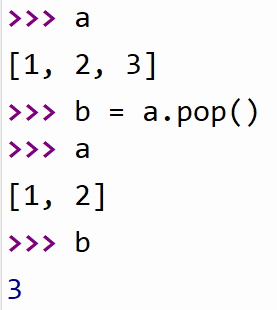 >>> a
[1, 2, 3]
>>> b = a.pop()
>>> a
[1, 2]
>>> b
3